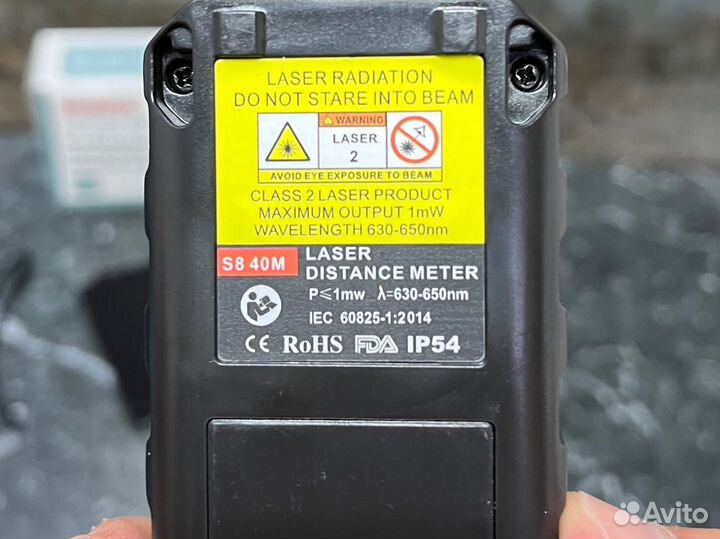 LASER RADIATION
DO NOT STARE INTO BEAM
WARNING
LASER
2
AVOID EYE EXPOSURE TO BEAM
CLASS 2 LASER PRODUCT
MAXIMUM OUTPUT 1mW
WAVELENGTH 630-650nm
S8 40M
LASER
DISTANCE METER
P≤1mw λ=630-650nm
IEC 60825-1:2014
CE RoHS FDA IP54
Avito